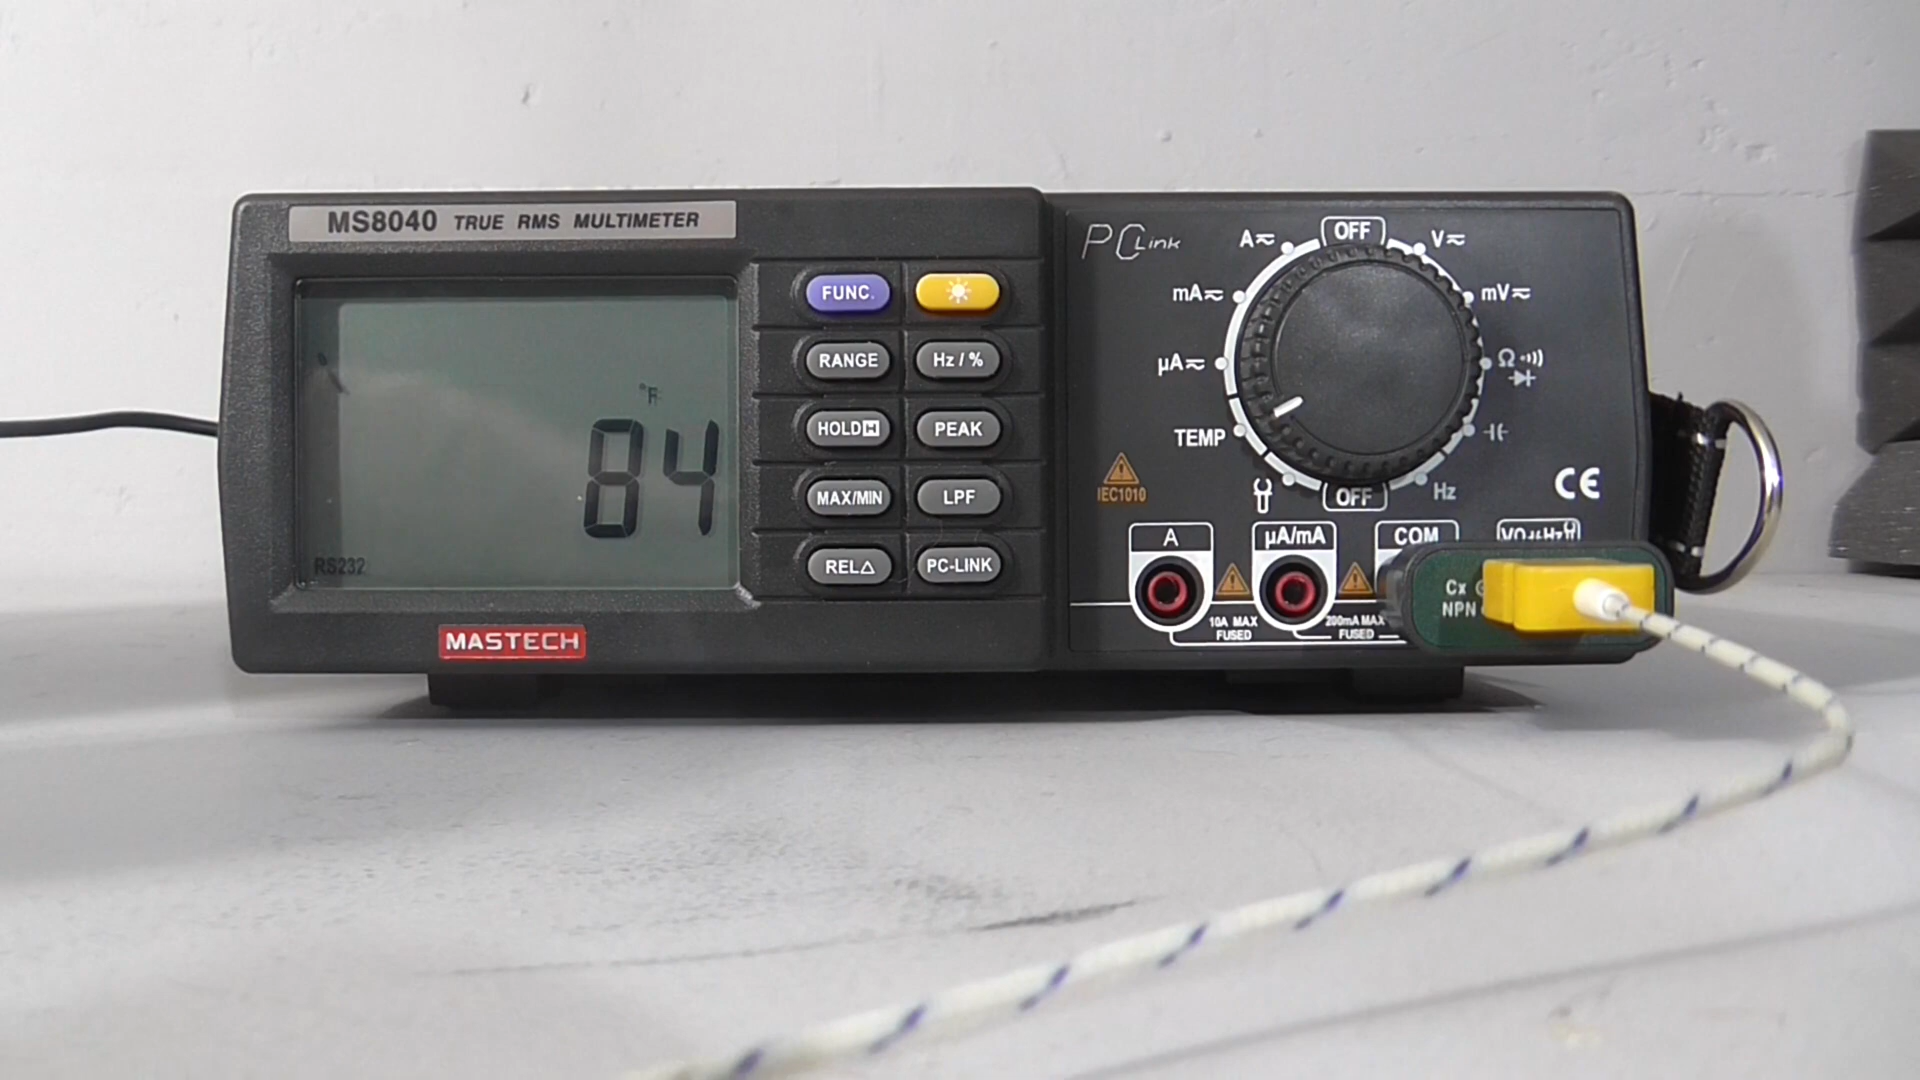 MS8040 TRUE RMS MULTIMETER
°F
84
RS232
MASTECH
FUNC.
RANGE Hz / %
HOLD H PEAK
MAX/MIN LPF
REL△ PC-LINK
PC Link
OFF
A≂ V≂
mA≂ mV≂
µA≂ Ω
TEMP
OFF Hz
IEC1010
CE
A µA/mA COM
10A MAX
FUSED
200mA MAX
FUSED
Cx
NPN